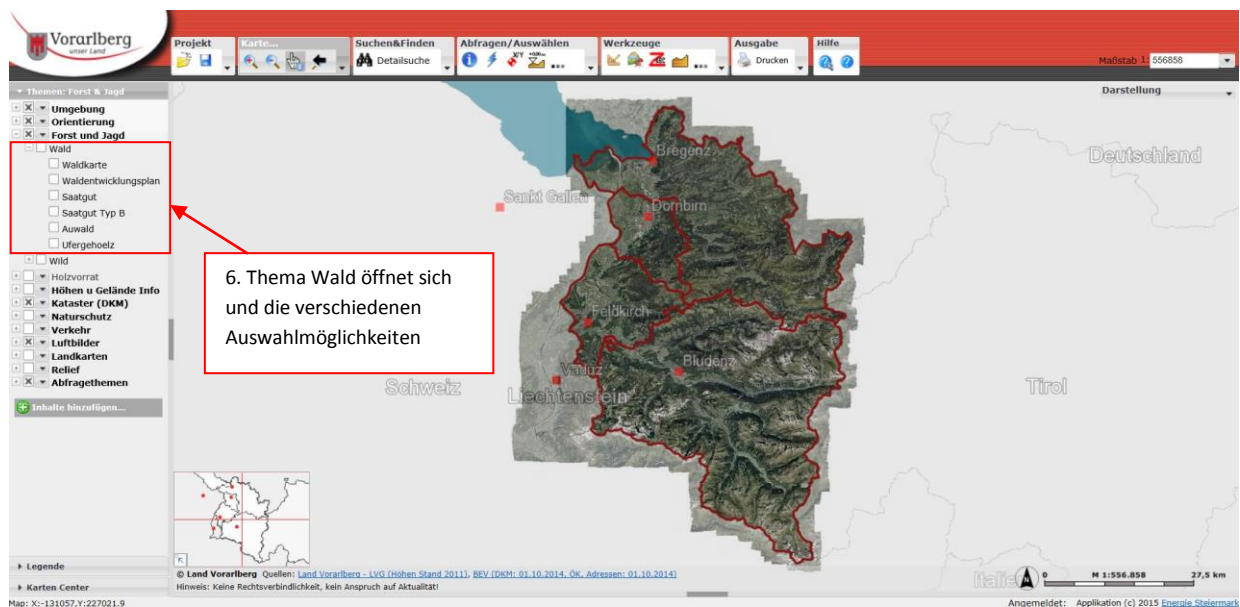 Vorarlberg
unser Land
Projekt
Karte...
Suchen&Finden
Abfragen/Auswählen
Werkzeuge
Ausgabe
Hilfe
Detailsuche
...
...
Drucken
Maßstab 1: 556858
Themen: Forst & Jagd
Umgebung
Orientierung
Forst und Jagd
Wald
Waldkarte
Waldentwicklungsplan
Saatgut
Saatgut Typ B
Auwald
Ufergehoelz
Wild
Holzvorrat
Höhen u Gelände Info
Kataster (DKM)
Naturschutz
Verkehr
Luftbilder
Landkarten
Relief
Abfragethemen
Inhalte hinzufügen...
6. Thema Wald öffnet sich
und die verschiedenen
Auswahlmöglichkeiten
Darstellung
Deutschland
Bregenz
Sankt Gallen
Dornbirn
Feldkirch
Bludenz
Vaduz
Schweiz
Liechtenstein
Tirol
Italien
Legende
Karten Center
© Land Vorarlberg Quellen: Land Vorarlberg - LVG (Höhen Stand 2011), BEV (DKM: 01.10.2014, ÖK, Adressen: 01.10.2014)
Hinweis: Keine Rechtsverbindlichkeit, kein Anspruch auf Aktualität!
N
0 M 1:556.858 27,5 km
Map: X:-131057,Y:227021.9
Angemeldet: Applikation (c) 2015 Energie Steiermark